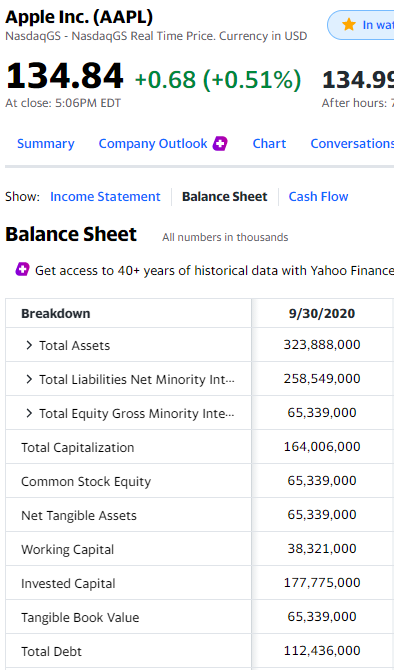 Apple Inc. (AAPL)
NasdaqGS - NasdaqGS Real Time Price. Currency in USD
In wat
134.84 +0.68 (+0.51%) 134.99
At close: 5:06PM EDT After hours: 7
Summary Company Outlook Chart Conversations
Show: Income Statement Balance Sheet Cash Flow
Balance Sheet All numbers in thousands
Get access to 40+ years of historical data with Yahoo Finance
Breakdown 9/30/2020
Total Assets 323,888,000
Total Liabilities Net Minority Int... 258,549,000
Total Equity Gross Minority Inte... 65,339,000
Total Capitalization 164,006,000
Common Stock Equity 65,339,000
Net Tangible Assets 65,339,000
Working Capital 38,321,000
Invested Capital 177,775,000
Tangible Book Value 65,339,000
Total Debt 112,436,000